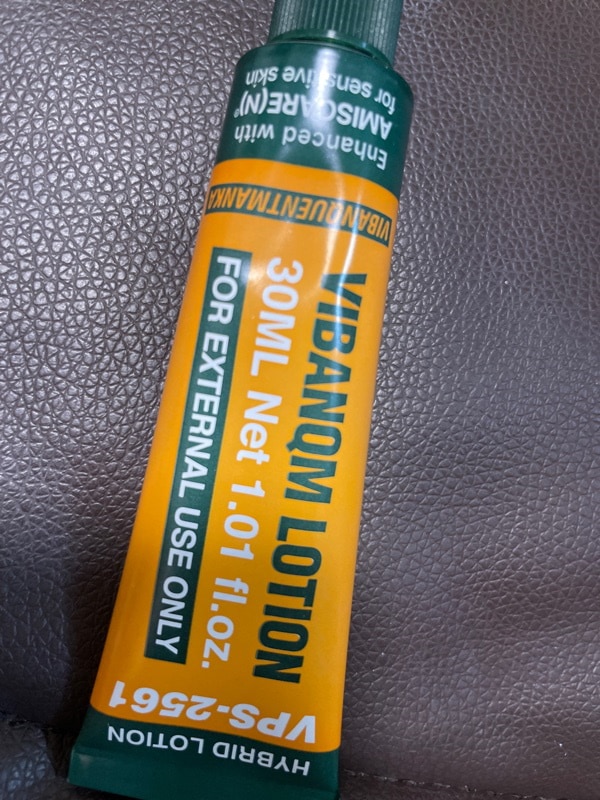 Enhanced with
AMISCARE(N)®
for sensitive skin
VIBANQUENTMANKA
VIBANQM LOTION
30ML Net 1.01 fl.oz.
FOR EXTERNAL USE ONLY
VPS-2561
HYBRID LOTION